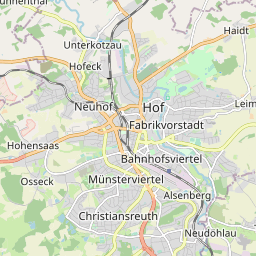 Haidt
Unterkotzau
Hofeck
Neuhof
Hof
Leim
Fabrikvorstadt
Hohensaas
Bahnhofsviertel
Osseck
Münsterviertel
Alsenberg
Christiansreuth
Neudöhlau